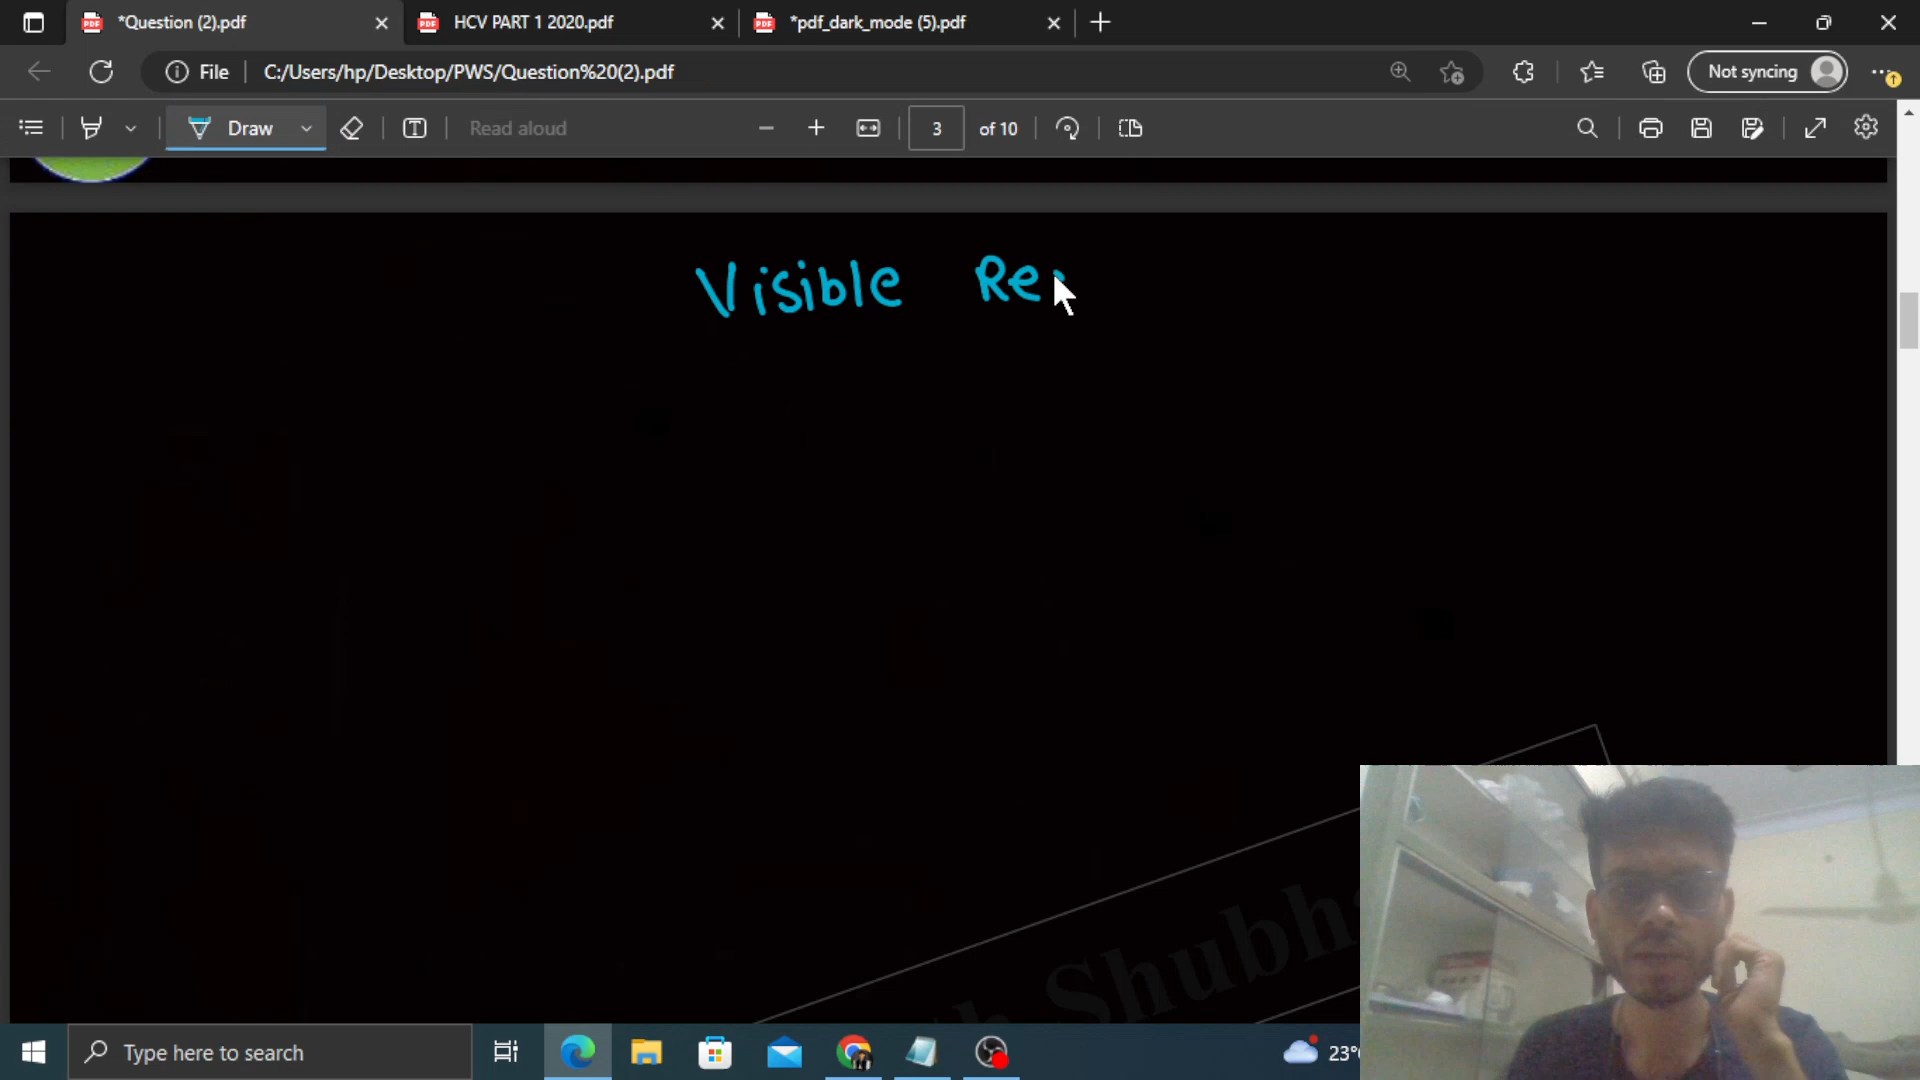 *Question (2).pdf HCV PART 1 2020.pdf *pdf_dark_mode (5).pdf
File C:/Users/hp/Desktop/PWS/Question%20(2).pdf Not syncing
Draw Read aloud 3 of 10
Visible Re
Shubh
Type here to search 23°